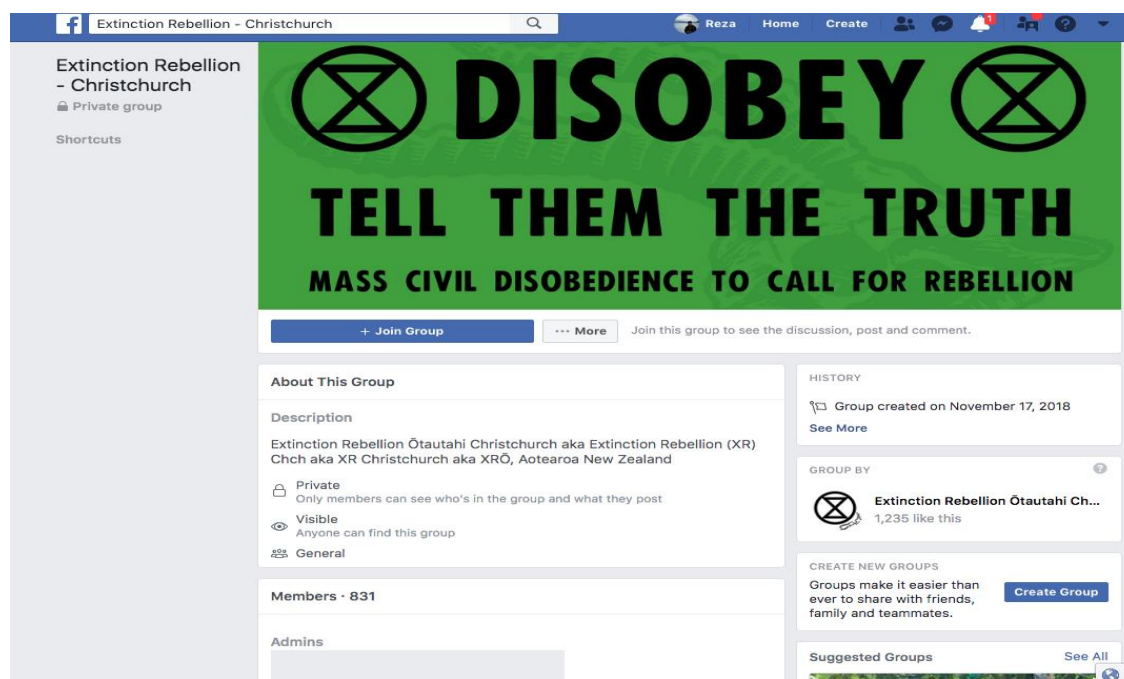 Extinction Rebellion - Christchurch
Reza
Home
Create
1
Extinction Rebellion
- Christchurch
Private group
Shortcuts
DISOBEY
TELL THEM THE TRUTH
MASS CIVIL DISOBEDIENCE TO CALL FOR REBELLION
+ Join Group
··· More
Join this group to see the discussion, post and comment.
About This Group
Description
Extinction Rebellion Ōtautahi Christchurch aka Extinction Rebellion (XR)
Chch aka XR Christchurch aka XRŌ, Aotearoa New Zealand
Private
Only members can see who's in the group and what they post
Visible
Anyone can find this group
General
Members · 831
Admins
HISTORY
Group created on November 17, 2018
See More
GROUP BY
Extinction Rebellion Ōtautahi Ch...
1,235 like this
CREATE NEW GROUPS
Groups make it easier than
ever to share with friends,
family and teammates.
Create Group
Suggested Groups
See All